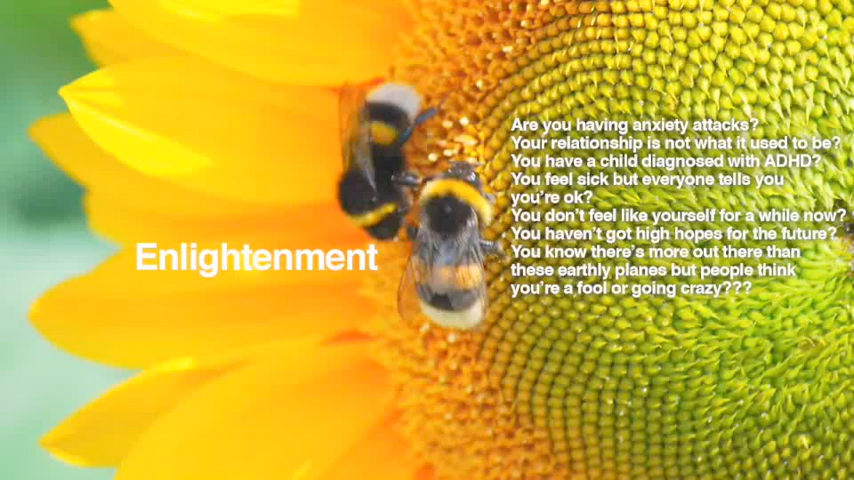 Enlightenment
Are you having anxiety attacks?
Your relationship is not what it used to be?
You have a child diagnosed with ADHD?
You feel sick but everyone tells you
you're ok?
You don't feel like yourself for a while now?
You haven't got high hopes for the future?
You know there's more out there than
these earthly planes but people think
you're a fool or going crazy???